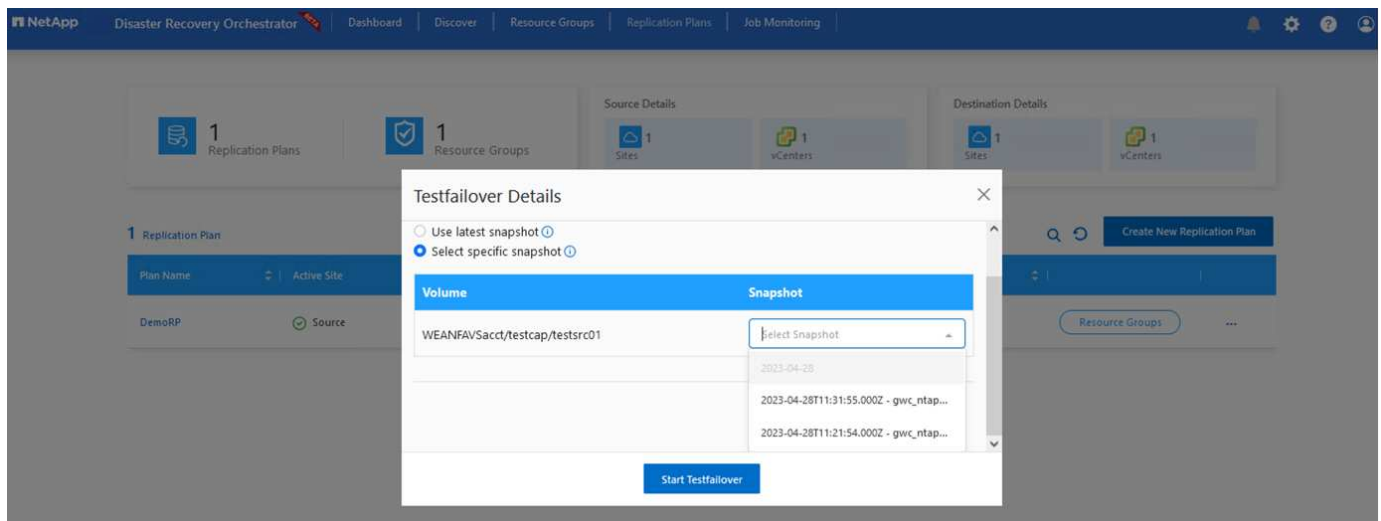 NetApp Disaster Recovery Orchestrator Dashboard Discover Resource Groups Replication Plans Job Monitoring
1
Replication Plans
1
Resource Groups
Source Details
1
Sites
1
vCenters
Destination Details
1
Sites
1
vCenters
Testfailover Details
Use latest snapshot
Select specific snapshot
Volume Snapshot
WEANFAVSacct/testcap/testsrc01 Select Snapshot
2023-04-28
2023-04-28T11:31:55.000Z - gwc_ntap...
2023-04-28T11:21:54.000Z - gwc_ntap...
Start Testfailover
1 Replication Plan
Create New Replication Plan
Plan Name Active Site
DemoRP Source Resource Groups ...